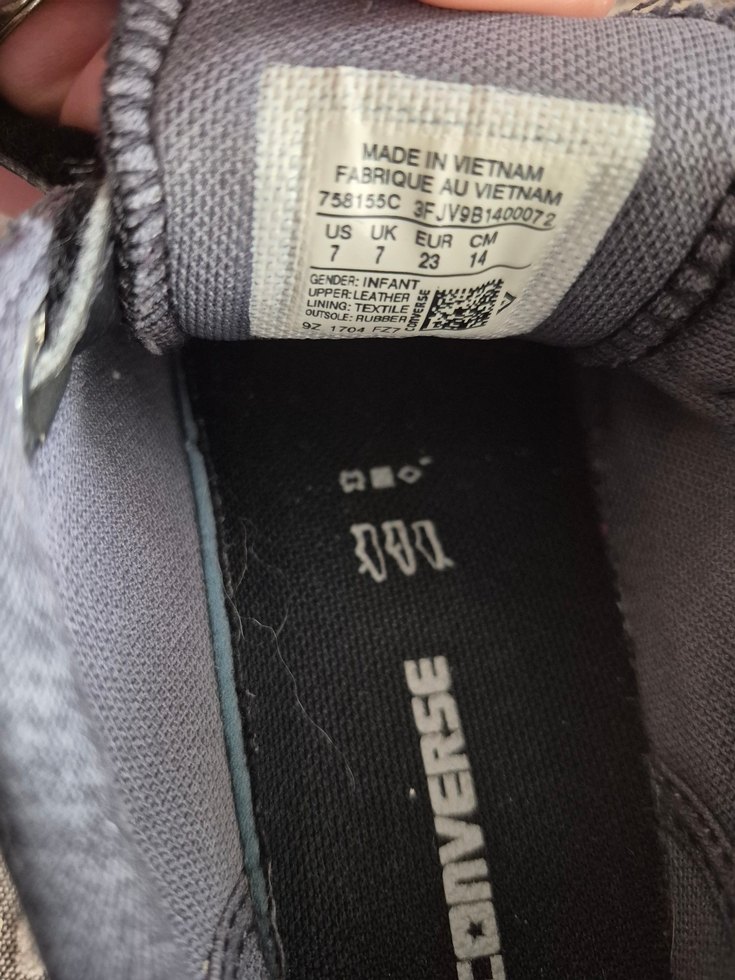 MADE IN VIETNAM
FABRIQUE AU VIETNAM
758155C 3FJV9B1400072
US UK EUR CM
7 7 23 14
GENDER: INFANT
UPPER: LEATHER
LINING: TEXTILE
OUTSOLE: RUBBER
9Z 1704 FZ7
CONVERSE
CONVERSE